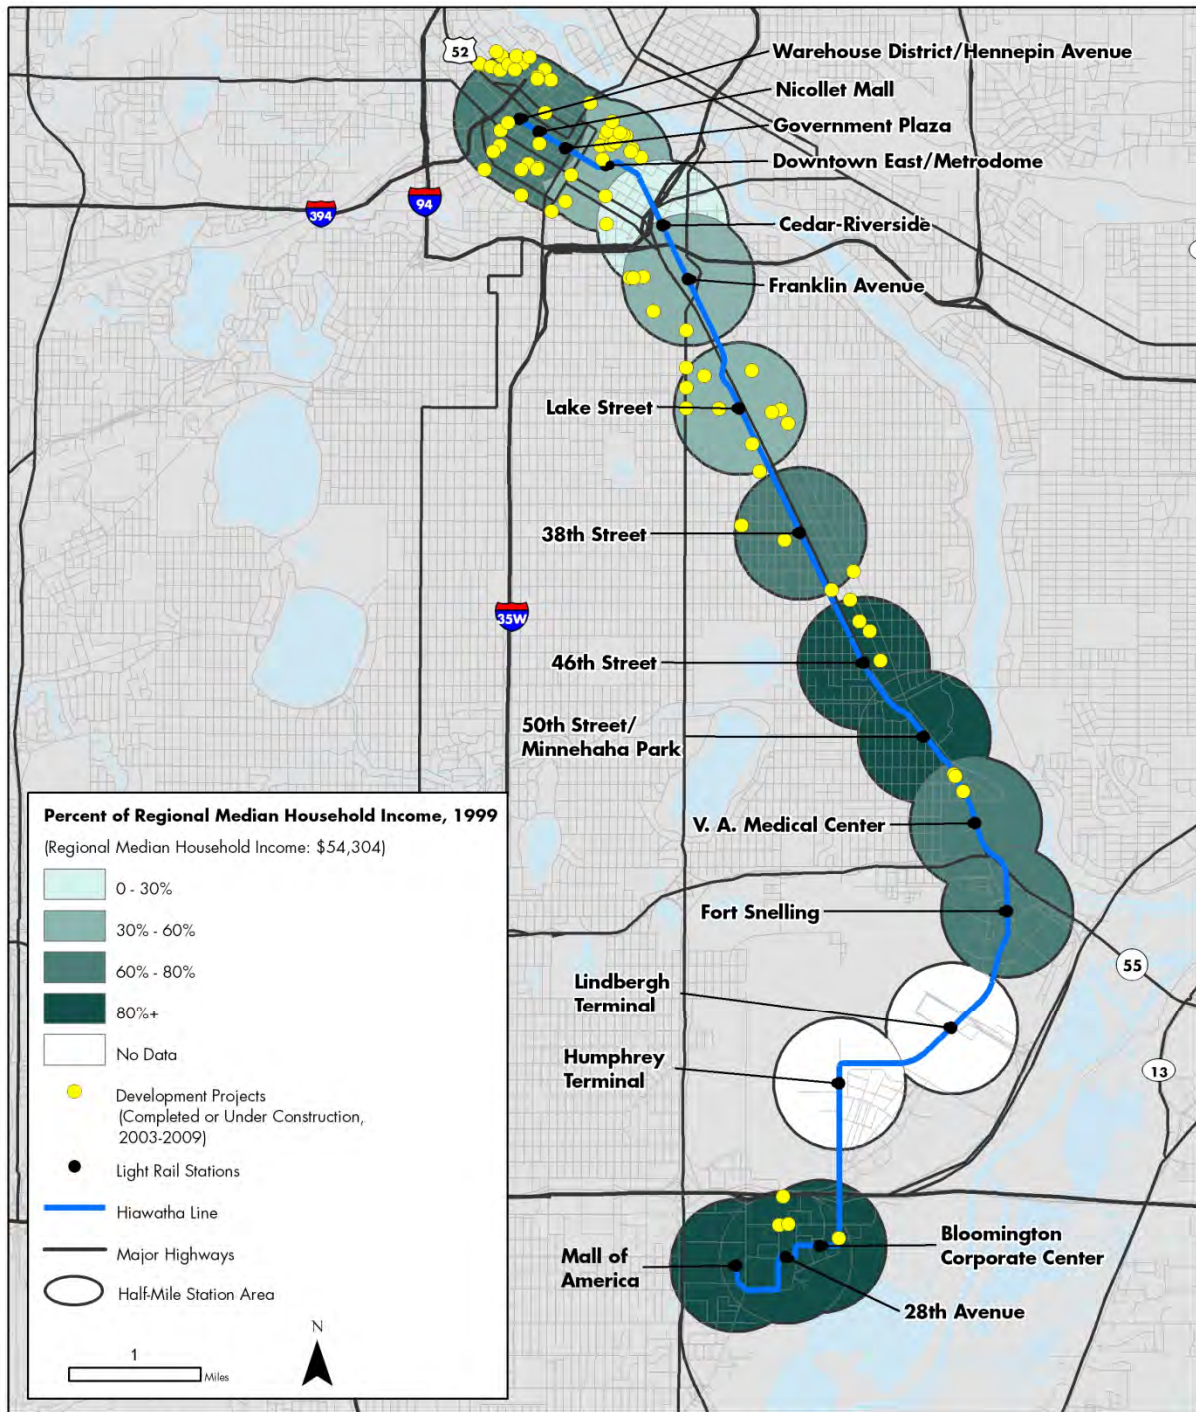 52
Warehouse District/Hennepin Avenue
Nicollet Mall
Government Plaza
Downtown East/Metrodome
394
94
Cedar-Riverside
Franklin Avenue
Lake Street
38th Street
35W
46th Street
50th Street/
Minnehaha Park
V. A. Medical Center
Fort Snelling
55
Lindbergh
Terminal
Humphrey
Terminal
13
Mall of
America
Bloomington
Corporate Center
28th Avenue
Percent of Regional Median Household Income, 1999
(Regional Median Household Income: $54,304)
0 - 30%
30% - 60%
60% - 80%
80%+
No Data
Development Projects
(Completed or Under Construction,
2003-2009)
Light Rail Stations
Hiawatha Line
Major Highways
Half-Mile Station Area
N
1
Miles